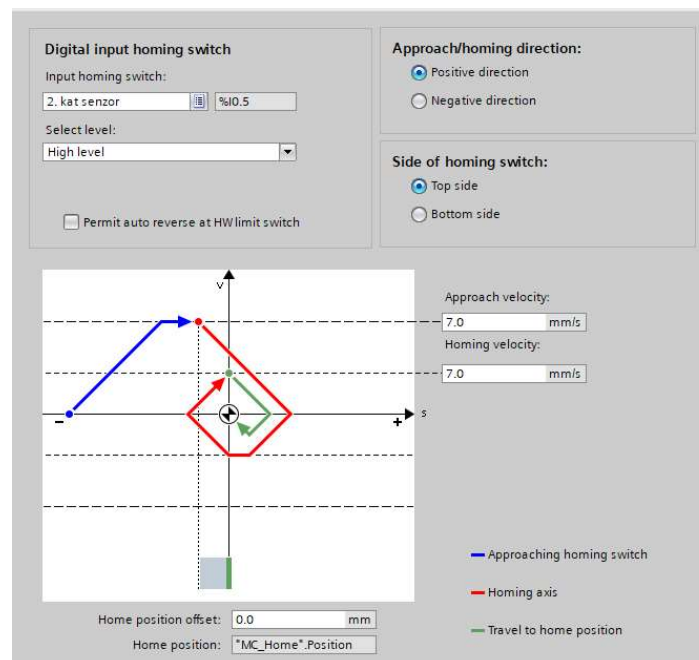 Digital input homing switch
Input homing switch:
2. kat senzor
%I0.5
Select level:
High level
Permit auto reverse at HW limit switch
Approach/homing direction:
Positive direction
Negative direction
Side of homing switch:
Top side
Bottom side
v
s
−
+
Approach velocity:
7.0 mm/s
Homing velocity:
7.0 mm/s
Approaching homing switch
Homing axis
Travel to home position
Home position offset: 0.0 mm
Home position: "MC_Home".Position